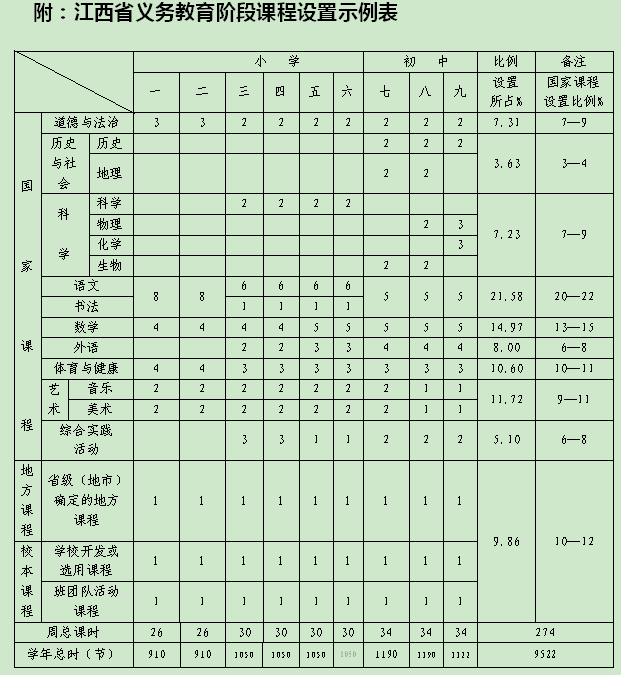 附：江西省义务教育阶段课程设置示例表
小 学 初 中 比例 备注
一 二 三 四 五 六 七 八 九 设置所占% 国家课程设置比例%
国家课程 道德与法治 3 3 2 2 2 2 2 2 2 7.31 7—9
历史与社会 历史 2 2 2 3.63 3—4
地理 2 2
科学 科学 2 2 2 2 7.23 7—9
物理 2 3
化学 3
生物 2 2
语文 8 8 6 6 6 6 5 5 5 21.58 20—22
书法 1 1 1 1
数学 4 4 4 4 5 5 5 5 5 14.97 13—15
外语 2 2 3 3 4 4 4 8.00 6—8
体育与健康 4 4 3 3 3 3 3 3 3 10.60 10—11
艺术 音乐 2 2 2 2 2 2 2 1 1 11.72 9—11
美术 2 2 2 2 2 2 2 1 1
综合实践活动 3 3 1 1 2 2 2 5.10 6—8
地方课程 省级（地市）确定的地方课程 1 1 1 1 1 1 1 1 1 9.86 10—12
校本课程 学校开发或选用课程 1 1 1 1 1 1 1 1 1
班团队活动课程 1 1 1 1 1 1 1 1 1
周总课时 26 26 30 30 30 30 34 34 34 274
学年总时（节） 910 910 1050 1050 1050 1050 1190 1190 1122 9522